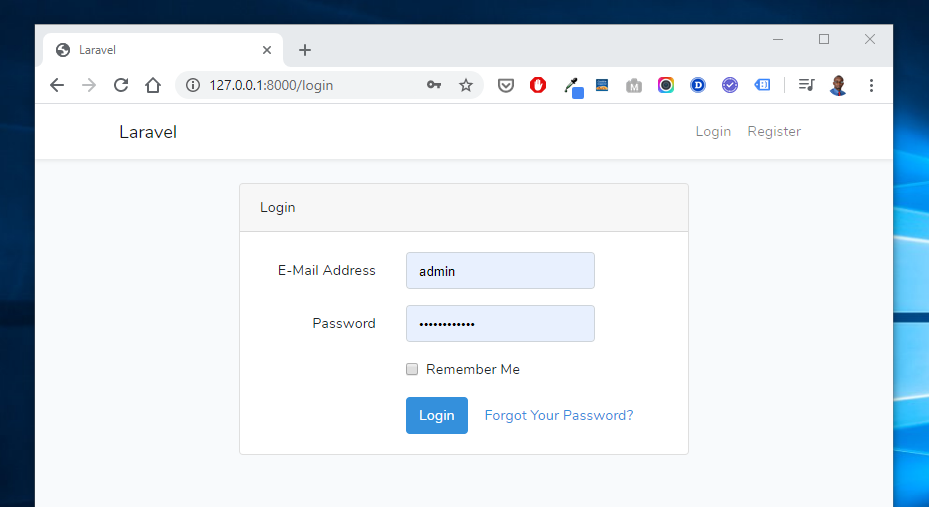 Laravel
127.0.0.1:8000/login
Laravel
Login
Register
Login
E-Mail Address
admin
Password
••••••••••••
Remember Me
Login
Forgot Your Password?